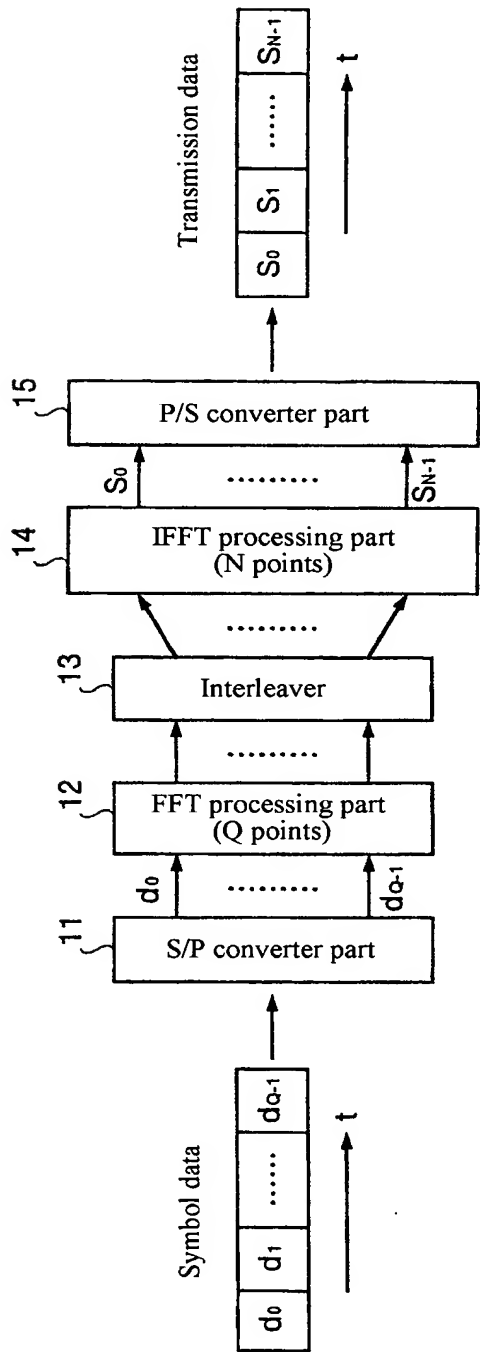 Symbol data
d0 d1 ........ dQ-1
t
11
S/P converter part
d0
.........
dQ-1
12
FFT processing part
(Q points)
.........
13
Interleaver
.........
14
IFFT processing part
(N points)
S0
.........
SN-1
15
P/S converter part
Transmission data
S0 S1 ........ SN-1
t